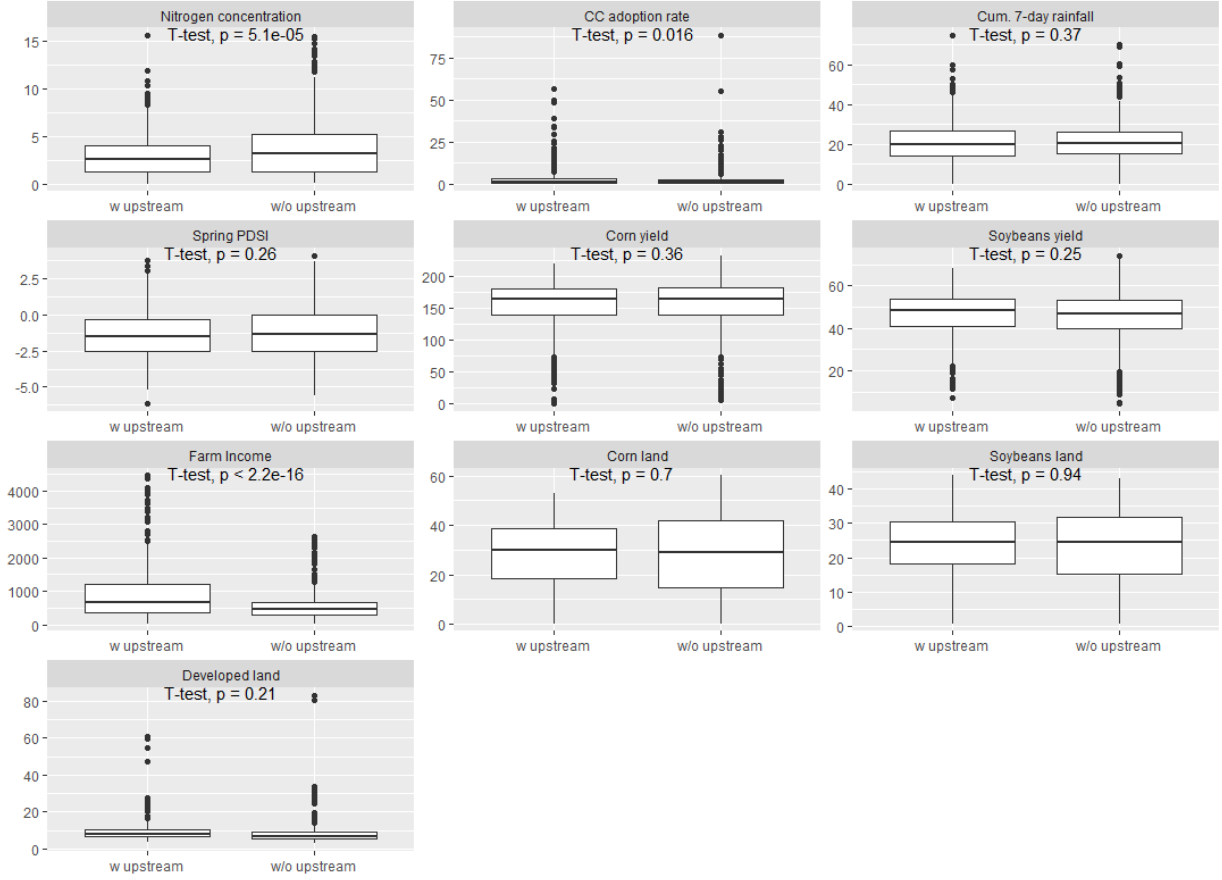 Nitrogen concentration
T-test, p = 5.1e-05
15
10
5
0
w upstream w/o upstream
CC adoption rate
T-test, p = 0.016
75
50
25
0
w upstream w/o upstream
Cum. 7-day rainfall
T-test, p = 0.37
60
40
20
0
w upstream w/o upstream
Spring PDSI
T-test, p = 0.26
2.5
0.0
-2.5
-5.0
w upstream w/o upstream
Corn yield
T-test, p = 0.36
200
150
100
50
0
w upstream w/o upstream
Soybeans yield
T-test, p = 0.25
60
40
20
w upstream w/o upstream
Farm Income
T-test, p < 2.2e-16
4000
3000
2000
1000
0
w upstream w/o upstream
Corn land
T-test, p = 0.7
60
40
20
0
w upstream w/o upstream
Soybeans land
T-test, p = 0.94
40
30
20
10
0
w upstream w/o upstream
Developed land
T-test, p = 0.21
80
60
40
20
0
w upstream w/o upstream